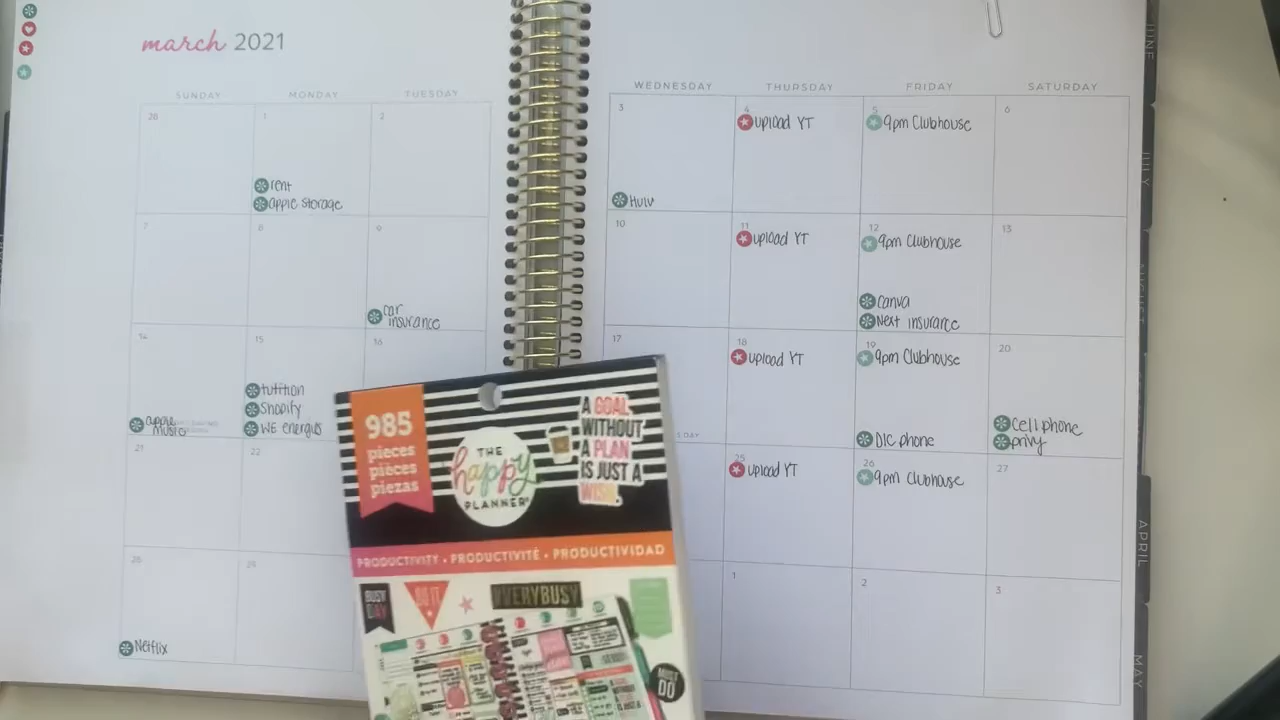 march 2021
SUNDAY MONDAY TUESDAY WEDNESDAY THURSDAY FRIDAY SATURDAY
28 1 2 3 4 5 6
upload YT
9pm Clubhouse
rent
apple storage
Hulu
7 8 9 10 11 12 13
upload YT
9pm Clubhouse
car
insurance
Canva
Next insurance
14 15 16 17 18 19 20
upload YT
9pm Clubhouse
apple
music
tuition
Shopify
WE energies
DIC phone
Cell phone
privy
21 22 25 26 27
upload YT
9pm Clubhouse
28 29 1 2 3
Netflix
985
pieces
pièces
piezas
THE
happy
PLANNER
A GOAL
WITHOUT
A PLAN
IS JUST A
WISH.
PRODUCTIVITY • PRODUCTIVITÉ • PRODUCTIVIDAD
BUSY
DAY
DO IT
#VERYBUSY
MUST
DO
JUNE
JULY
AUGUST
APRIL
MAY